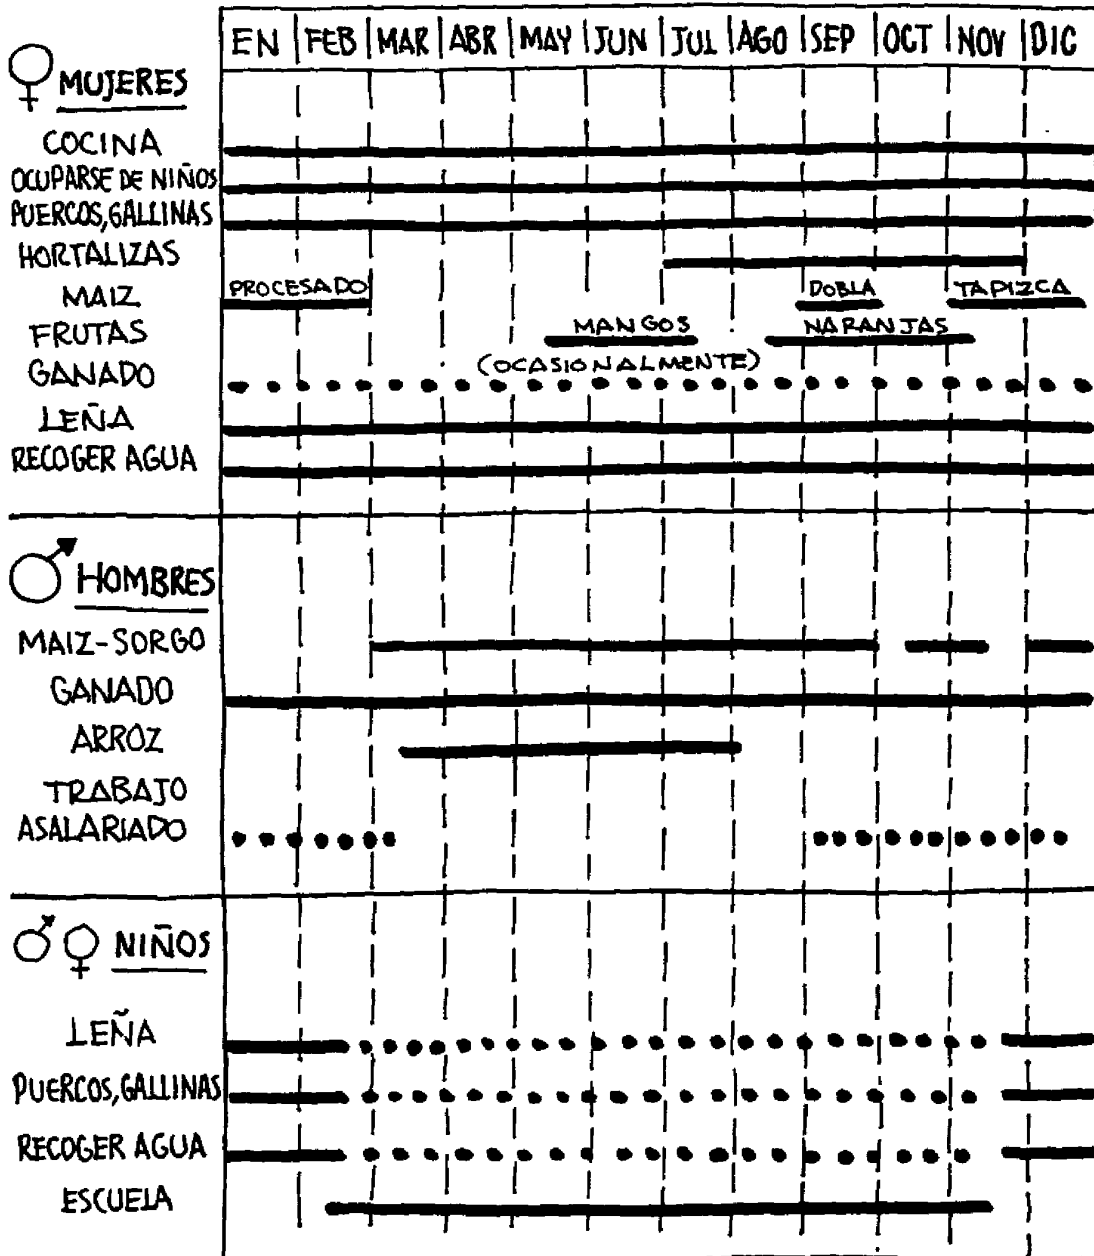 EN FEB MAR ABR MAY JUN JUL AGO SEP OCT NOV DIC
MUJERES
COCINA
OCUPARSE DE NIÑOS
PUERCOS, GALLINAS
HORTALIZAS
MAIZ PROCESADO DOBLA TAPIZCA
FRUTAS MANGOS NARANJAS
(OCASIONALMENTE)
GANADO
LEÑA
RECOGER AGUA
HOMBRES
MAIZ-SORGO
GANADO
ARROZ
TRABAJO
ASALARIADO
NIÑOS
LEÑA
PUERCOS, GALLINAS
RECOGER AGUA
ESCUELA